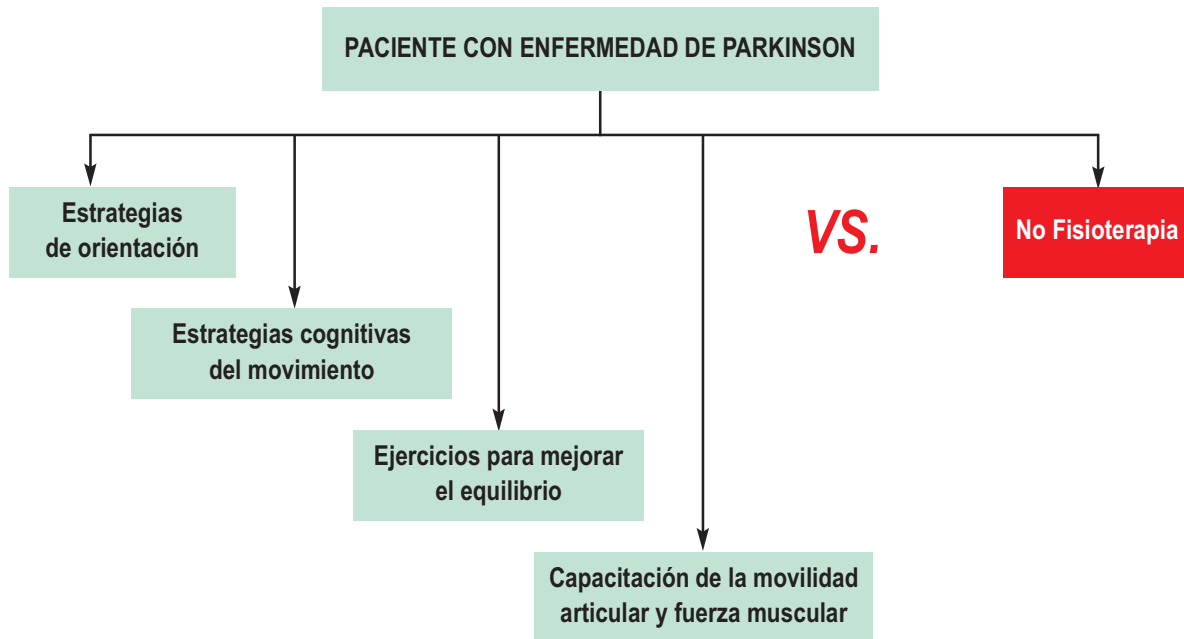 PACIENTE CON ENFERMEDAD DE PARKINSON
Estrategias
de orientación
VS.
No Fisioterapia
Estrategias cognitivas
del movimiento
Ejercicios para mejorar
el equilibrio
Capacitación de la movilidad
articular y fuerza muscular